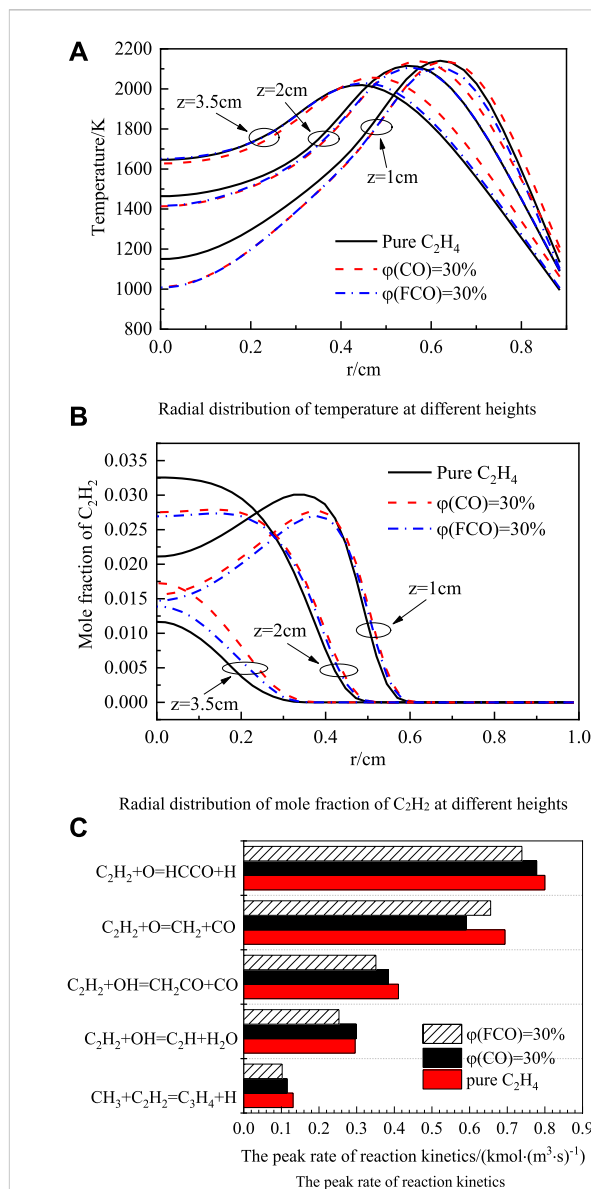 A
2200
2000
1800
1600
1400
1200
1000
800
Temperature/K
z=3.5cm
z=2cm
z=1cm
Pure C₂H₄
φ(CO)=30%
φ(FCO)=30%
0.0 0.2 0.4 0.6 0.8
r/cm
Radial distribution of temperature at different heights
B
0.035
0.030
0.025
0.020
0.015
0.010
0.005
0.000
Mole fraction of C₂H₂
Pure C₂H₄
φ(CO)=30%
φ(FCO)=30%
z=1cm
z=2cm
z=3.5cm
0.0 0.2 0.4 0.6 0.8 1.0
r/cm
Radial distribution of mole fraction of C₂H₂ at different heights
C
C₂H₂+O=HCCO+H
C₂H₂+O=CH₂+CO
C₂H₂+OH=CH₂CO+CO
C₂H₂+OH=C₂H+H₂O
CH₃+C₂H₂=C₃H₄+H
φ(FCO)=30%
φ(CO)=30%
pure C₂H₄
0.0 0.1 0.2 0.3 0.4 0.5 0.6 0.7 0.8 0.9
The peak rate of reaction kinetics/(kmol·(m³·s)⁻¹)
The peak rate of reaction kinetics